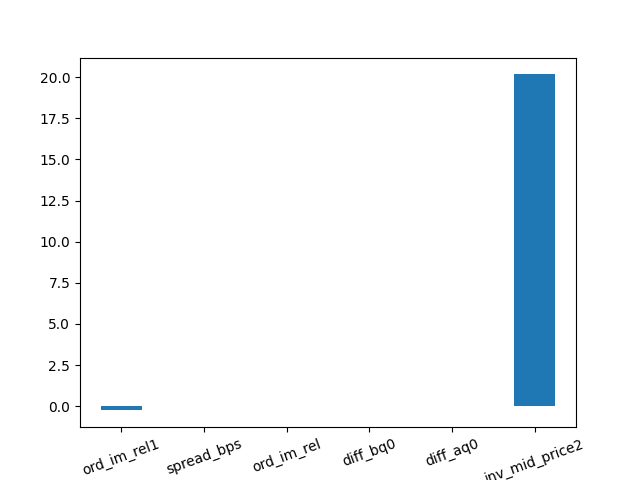 20.0
17.5
15.0
12.5
10.0
7.5
5.0
2.5
0.0
ord_im_rel1
spread_bps
ord_im_rel
diff_bq0
diff_aq0
inv_mid_price2